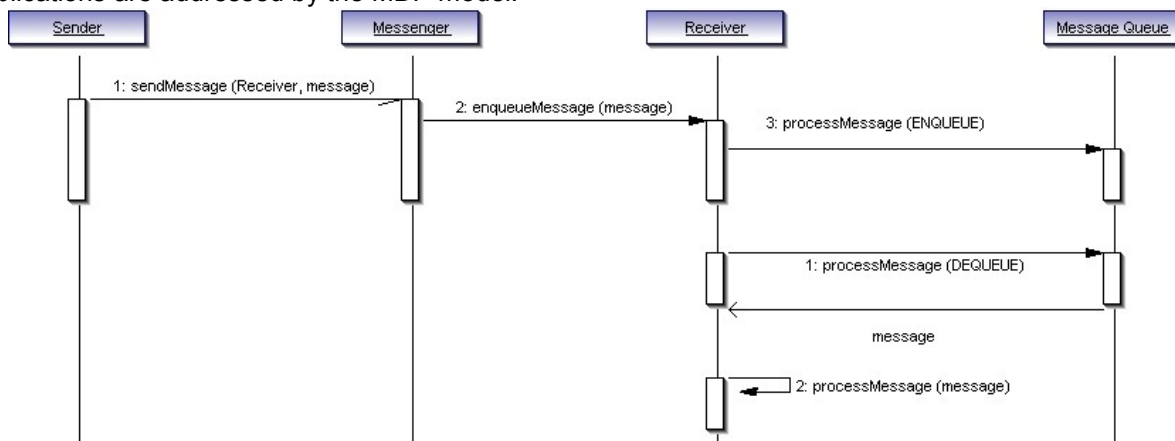 Sender Messenger Receiver Message Queue
1: sendMessage (Receiver, message)
2: enqueueMessage (message)
3: processMessage (ENQUEUE)
1: processMessage (DEQUEUE)
message
2: processMessage (message)